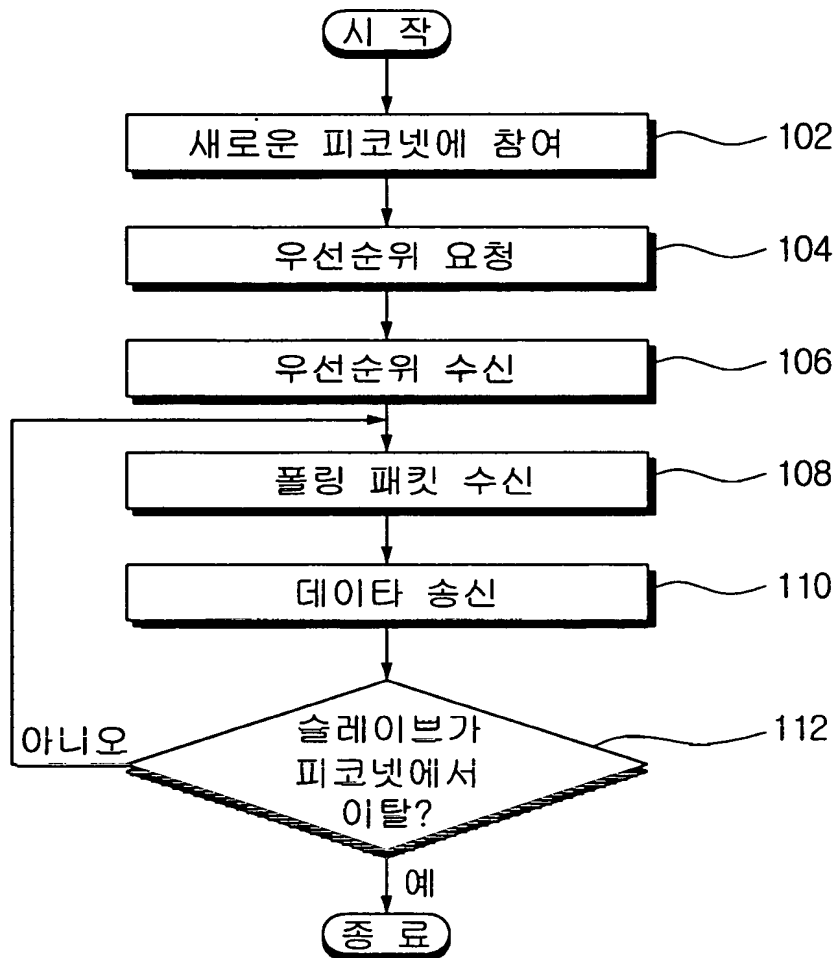 시 작
새로운 피코넷에 참여
102
우선순위 요청
104
우선순위 수신
106
폴링 패킷 수신
108
데이타 송신
110
슬레이브가
피코넷에서
이탈?
112
아니오
예
종 료